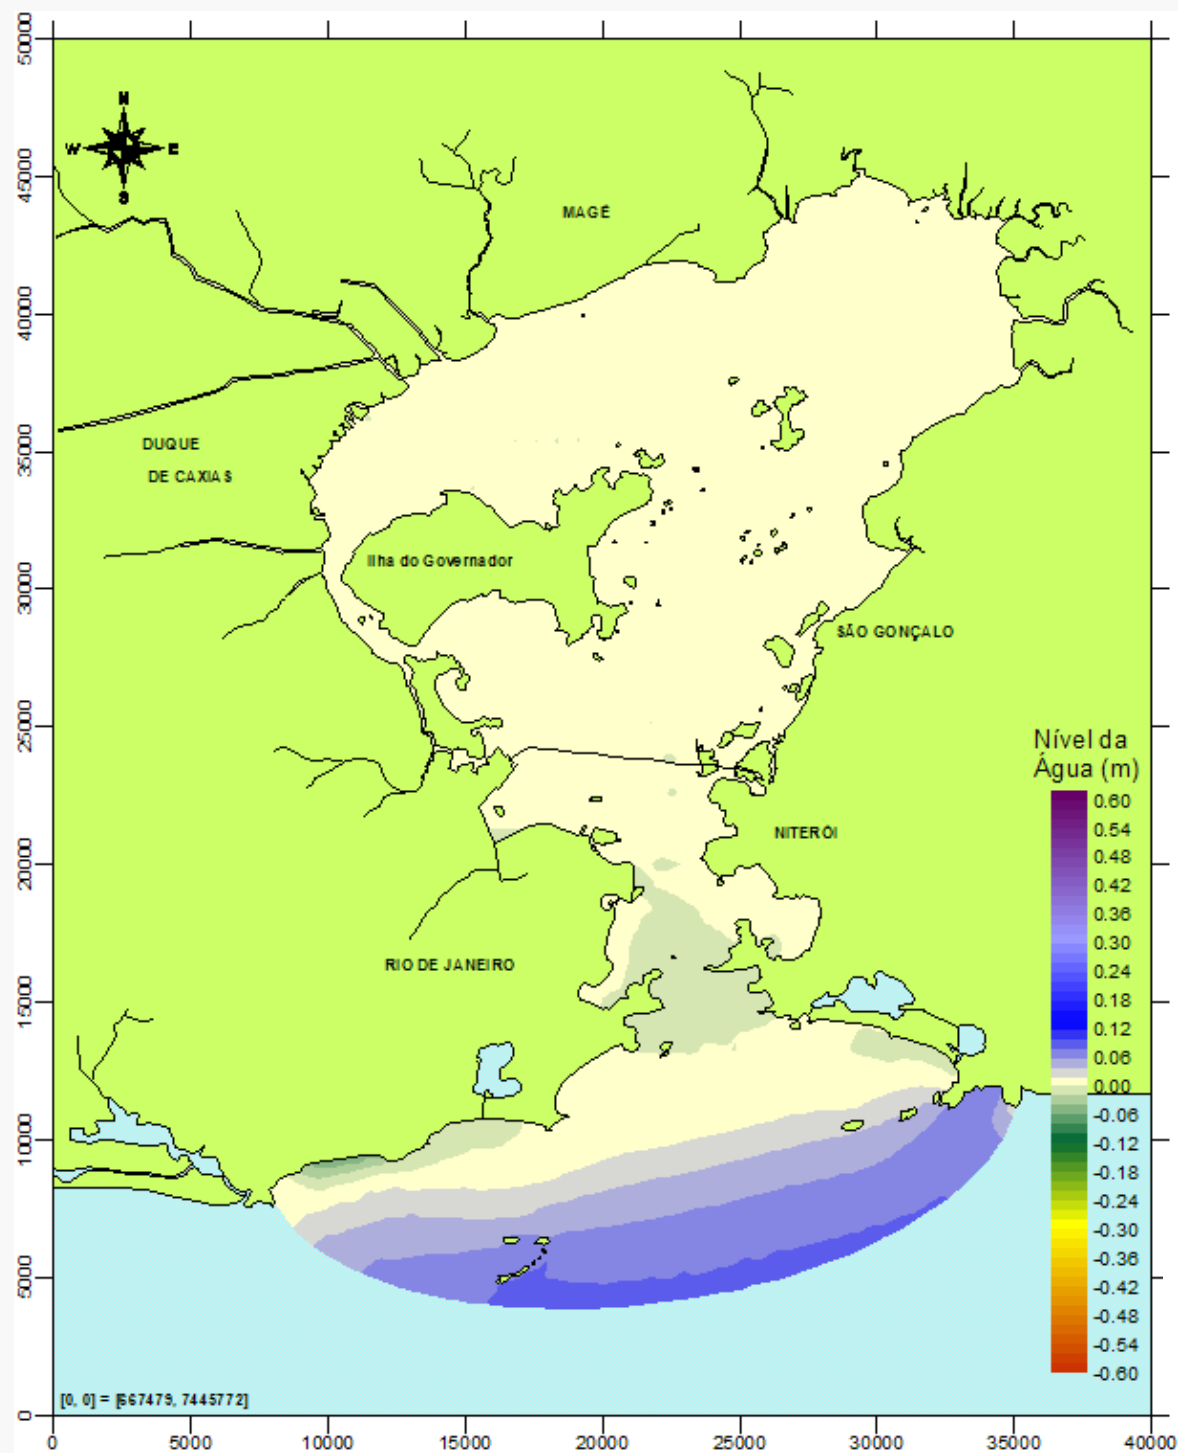 50000
45000
40000
35000
30000
25000
20000
15000
10000
5000
0
N
W
E
S
MAGÉ
DUQUE
DE CAXIAS
Ilha do Governador
SÃO GONÇALO
NITERÓI
RIO DE JANEIRO
Nível da
Água (m)
0.60
0.54
0.48
0.42
0.36
0.30
0.24
0.18
0.12
0.06
0.00
-0.06
-0.12
-0.18
-0.24
-0.30
-0.36
-0.42
-0.48
-0.54
-0.60
[0, 0] = [667479, 7445772]
0
5000
10000
15000
20000
25000
30000
35000
40000